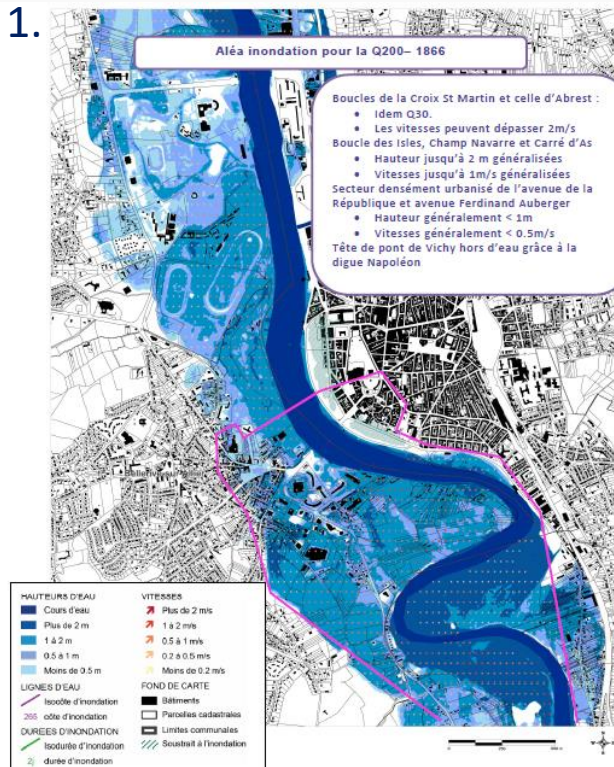 1.
Aléa inondation pour la Q200– 1866
Boucles de la Croix St Martin et celle d'Abrest :
• Idem Q30.
• Les vitesses peuvent dépasser 2m/s
Boucle des Isles, Champ Navarre et Carré d'As
• Hauteur jusqu'à 2 m généralisées
• Vitesses jusqu'à 1m/s généralisées
Secteur densément urbanisé de l'avenue de la
République et avenue Ferdinand Auberger
• Hauteur généralement < 1m
• Vitesses généralement < 0.5m/s
Tête de pont de Vichy hors d'eau grâce à la
digue Napoléon
HAUTEURS D'EAU
Cours d'eau
Plus de 2 m
1 à 2 m
0.5 à 1 m
Moins de 0.5 m
LIGNES D'EAU
Isocôte d'inondation
265 côte d'inondation
DUREES D'INONDATION
Isodurée d'inondation
2j durée d'inondation
VITESSES
Plus de 2 m/s
1 à 2 m/s
0.5 à 1 m/s
0.2 à 0.5 m/s
Moins de 0.2 m/s
FOND DE CARTE
Bâtiments
Parcelles cadastrales
Limites communales
Soustrait à l'inondation